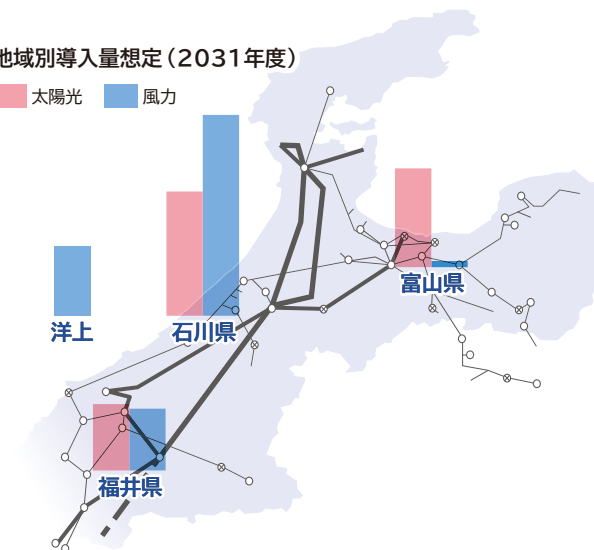 地域別導入量想定（2031年度）
太陽光
風力
富山県
洋上
石川県
福井県